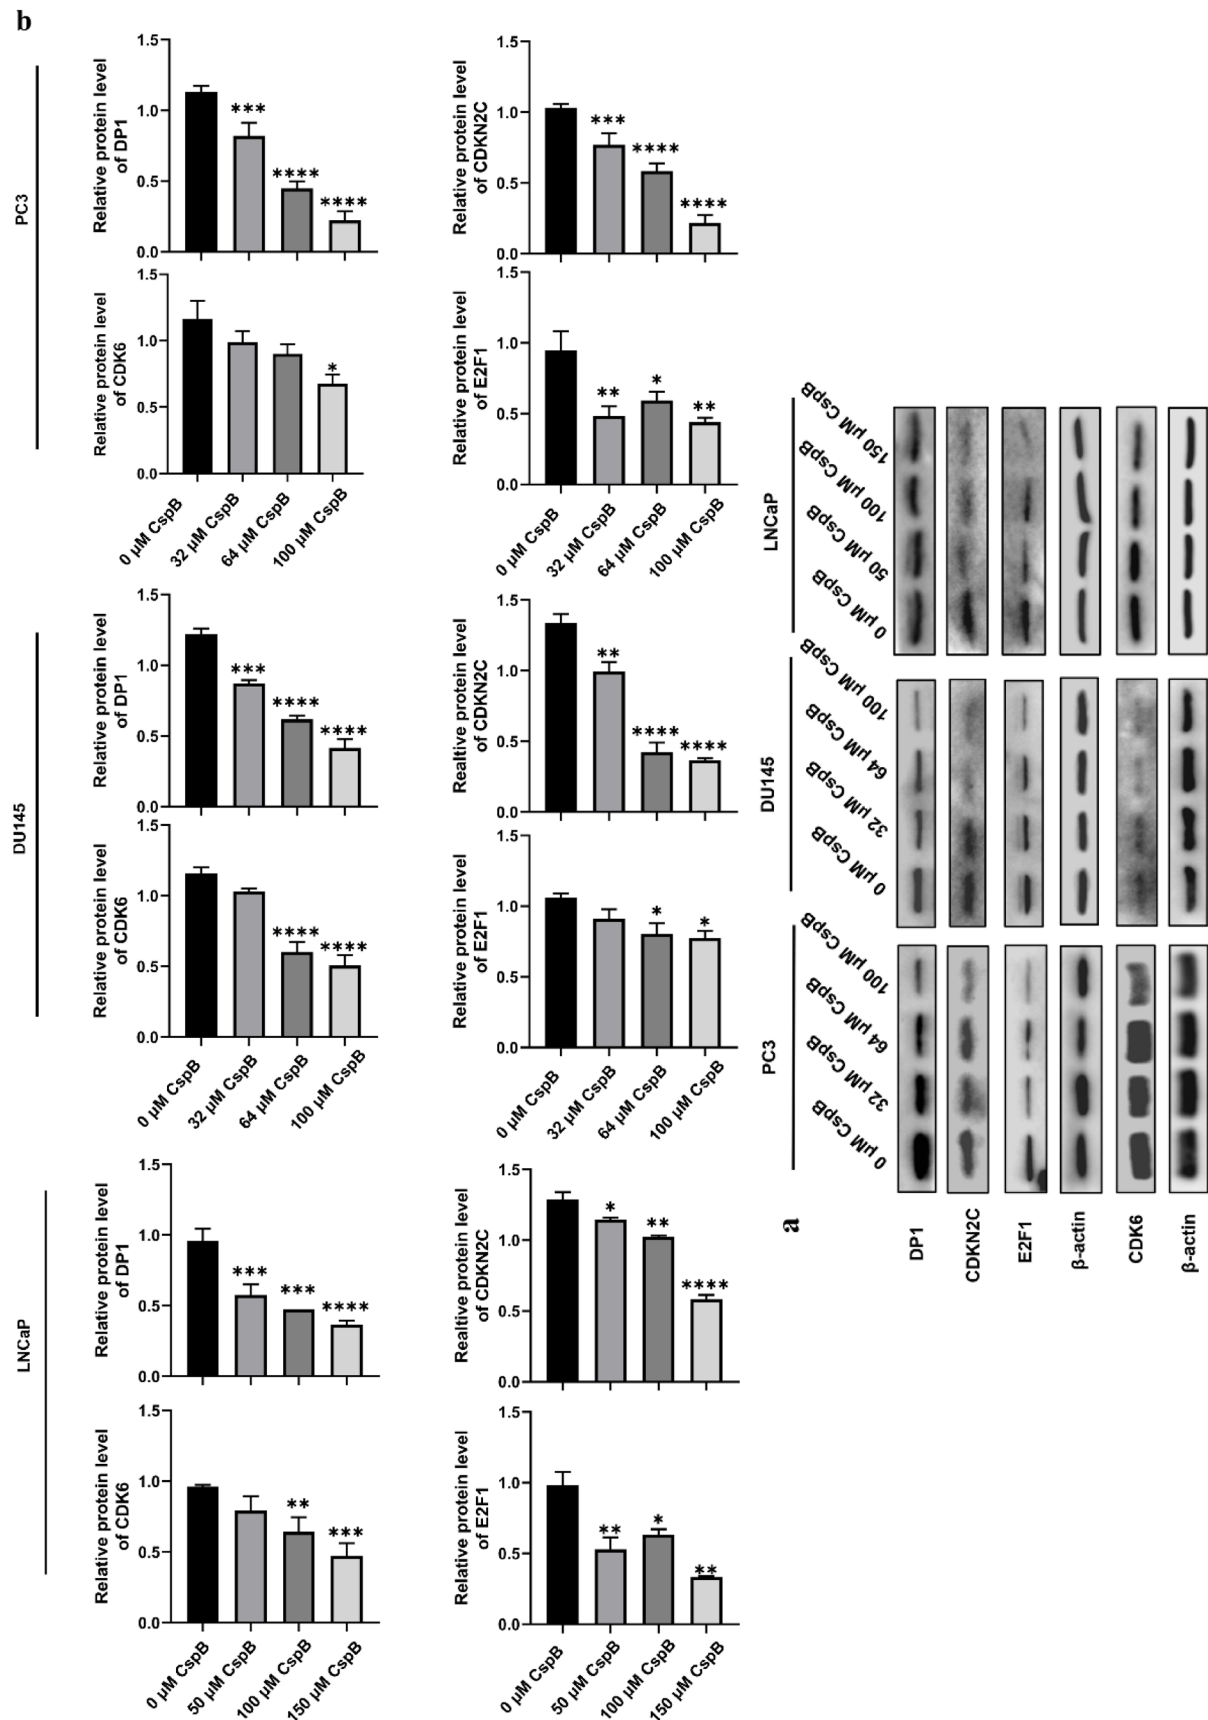 b
PC3
Relative protein level
of DP1
1.5
1.0
0.5
0.0
***
****
****
Relative protein level
of CDKN2C
1.5
1.0
0.5
0.0
***
****
****
Relative protein level
of CDK6
1.5
1.0
0.5
0.0
*
0 µM CspB
32 µM CspB
64 µM CspB
100 µM CspB
Relative protein level
of E2F1
1.5
1.0
0.5
0.0
**
*
**
0 µM CspB
32 µM CspB
64 µM CspB
100 µM CspB
DU145
Relative protein level
of DP1
1.5
1.0
0.5
0.0
***
****
****
Realtive protein level
of CDKN2C
1.5
1.0
0.5
0.0
**
****
****
Relative protein level
of CDK6
1.5
1.0
0.5
0.0
****
****
0 µM CspB
32 µM CspB
64 µM CspB
100 µM CspB
Relative protein level
of E2F1
1.5
1.0
0.5
0.0
*
*
0 µM CspB
32 µM CspB
64 µM CspB
100 µM CspB
LNCaP
Relative protein level
of DP1
1.5
1.0
0.5
0.0
***
***
****
Realtive protein level
of CDKN2C
1.5
1.0
0.5
0.0
*
**
****
Relative protein level
of CDK6
1.5
1.0
0.5
0.0
**
***
0 µM CspB
50 µM CspB
100 µM CspB
150 µM CspB
Relative protein level
of E2F1
1.5
1.0
0.5
0.0
**
*
**
0 µM CspB
50 µM CspB
100 µM CspB
150 µM CspB
a
PC3
0 µM CspB
32 µM CspB
64 µM CspB
100 µM CspB
DU145
0 µM CspB
32 µM CspB
64 µM CspB
100 µM CspB
LNCaP
0 µM CspB
50 µM CspB
100 µM CspB
150 µM CspB
DP1
CDKN2C
E2F1
β-actin
CDK6
β-actin